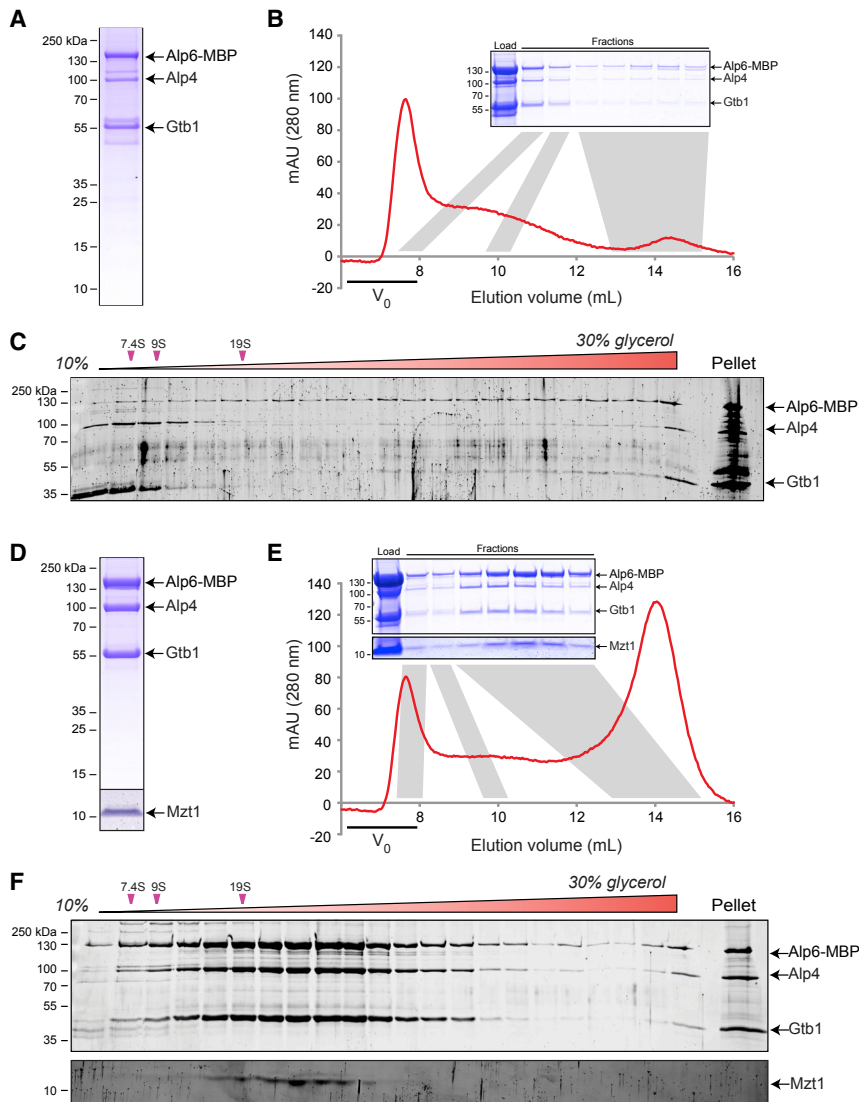 A
250 kDa
130
100
55
35
25
15
10
Alp6-MBP
Alp4
Gtb1
B
Load
Fractions
130
100
70
55
Alp6-MBP
Alp4
Gtb1
mAU (280 nm)
140
120
100
80
60
40
20
0
-20
8
10
12
14
16
V0
Elution volume (mL)
C
7.4S
9S
19S
10%
30% glycerol
Pellet
250 kDa
130
100
70
55
35
Alp6-MBP
Alp4
Gtb1
D
250 kDa
130
100
70
55
35
25
15
10
Alp6-MBP
Alp4
Gtb1
Mzt1
E
Load
Fractions
130
100
70
55
10
Alp6-MBP
Alp4
Gtb1
Mzt1
mAU (280 nm)
140
120
100
80
60
40
20
0
-20
8
10
12
14
16
V0
Elution volume (mL)
F
7.4S
9S
19S
10%
30% glycerol
Pellet
250 kDa
130
100
70
55
35
10
Alp6-MBP
Alp4
Gtb1
Mzt1